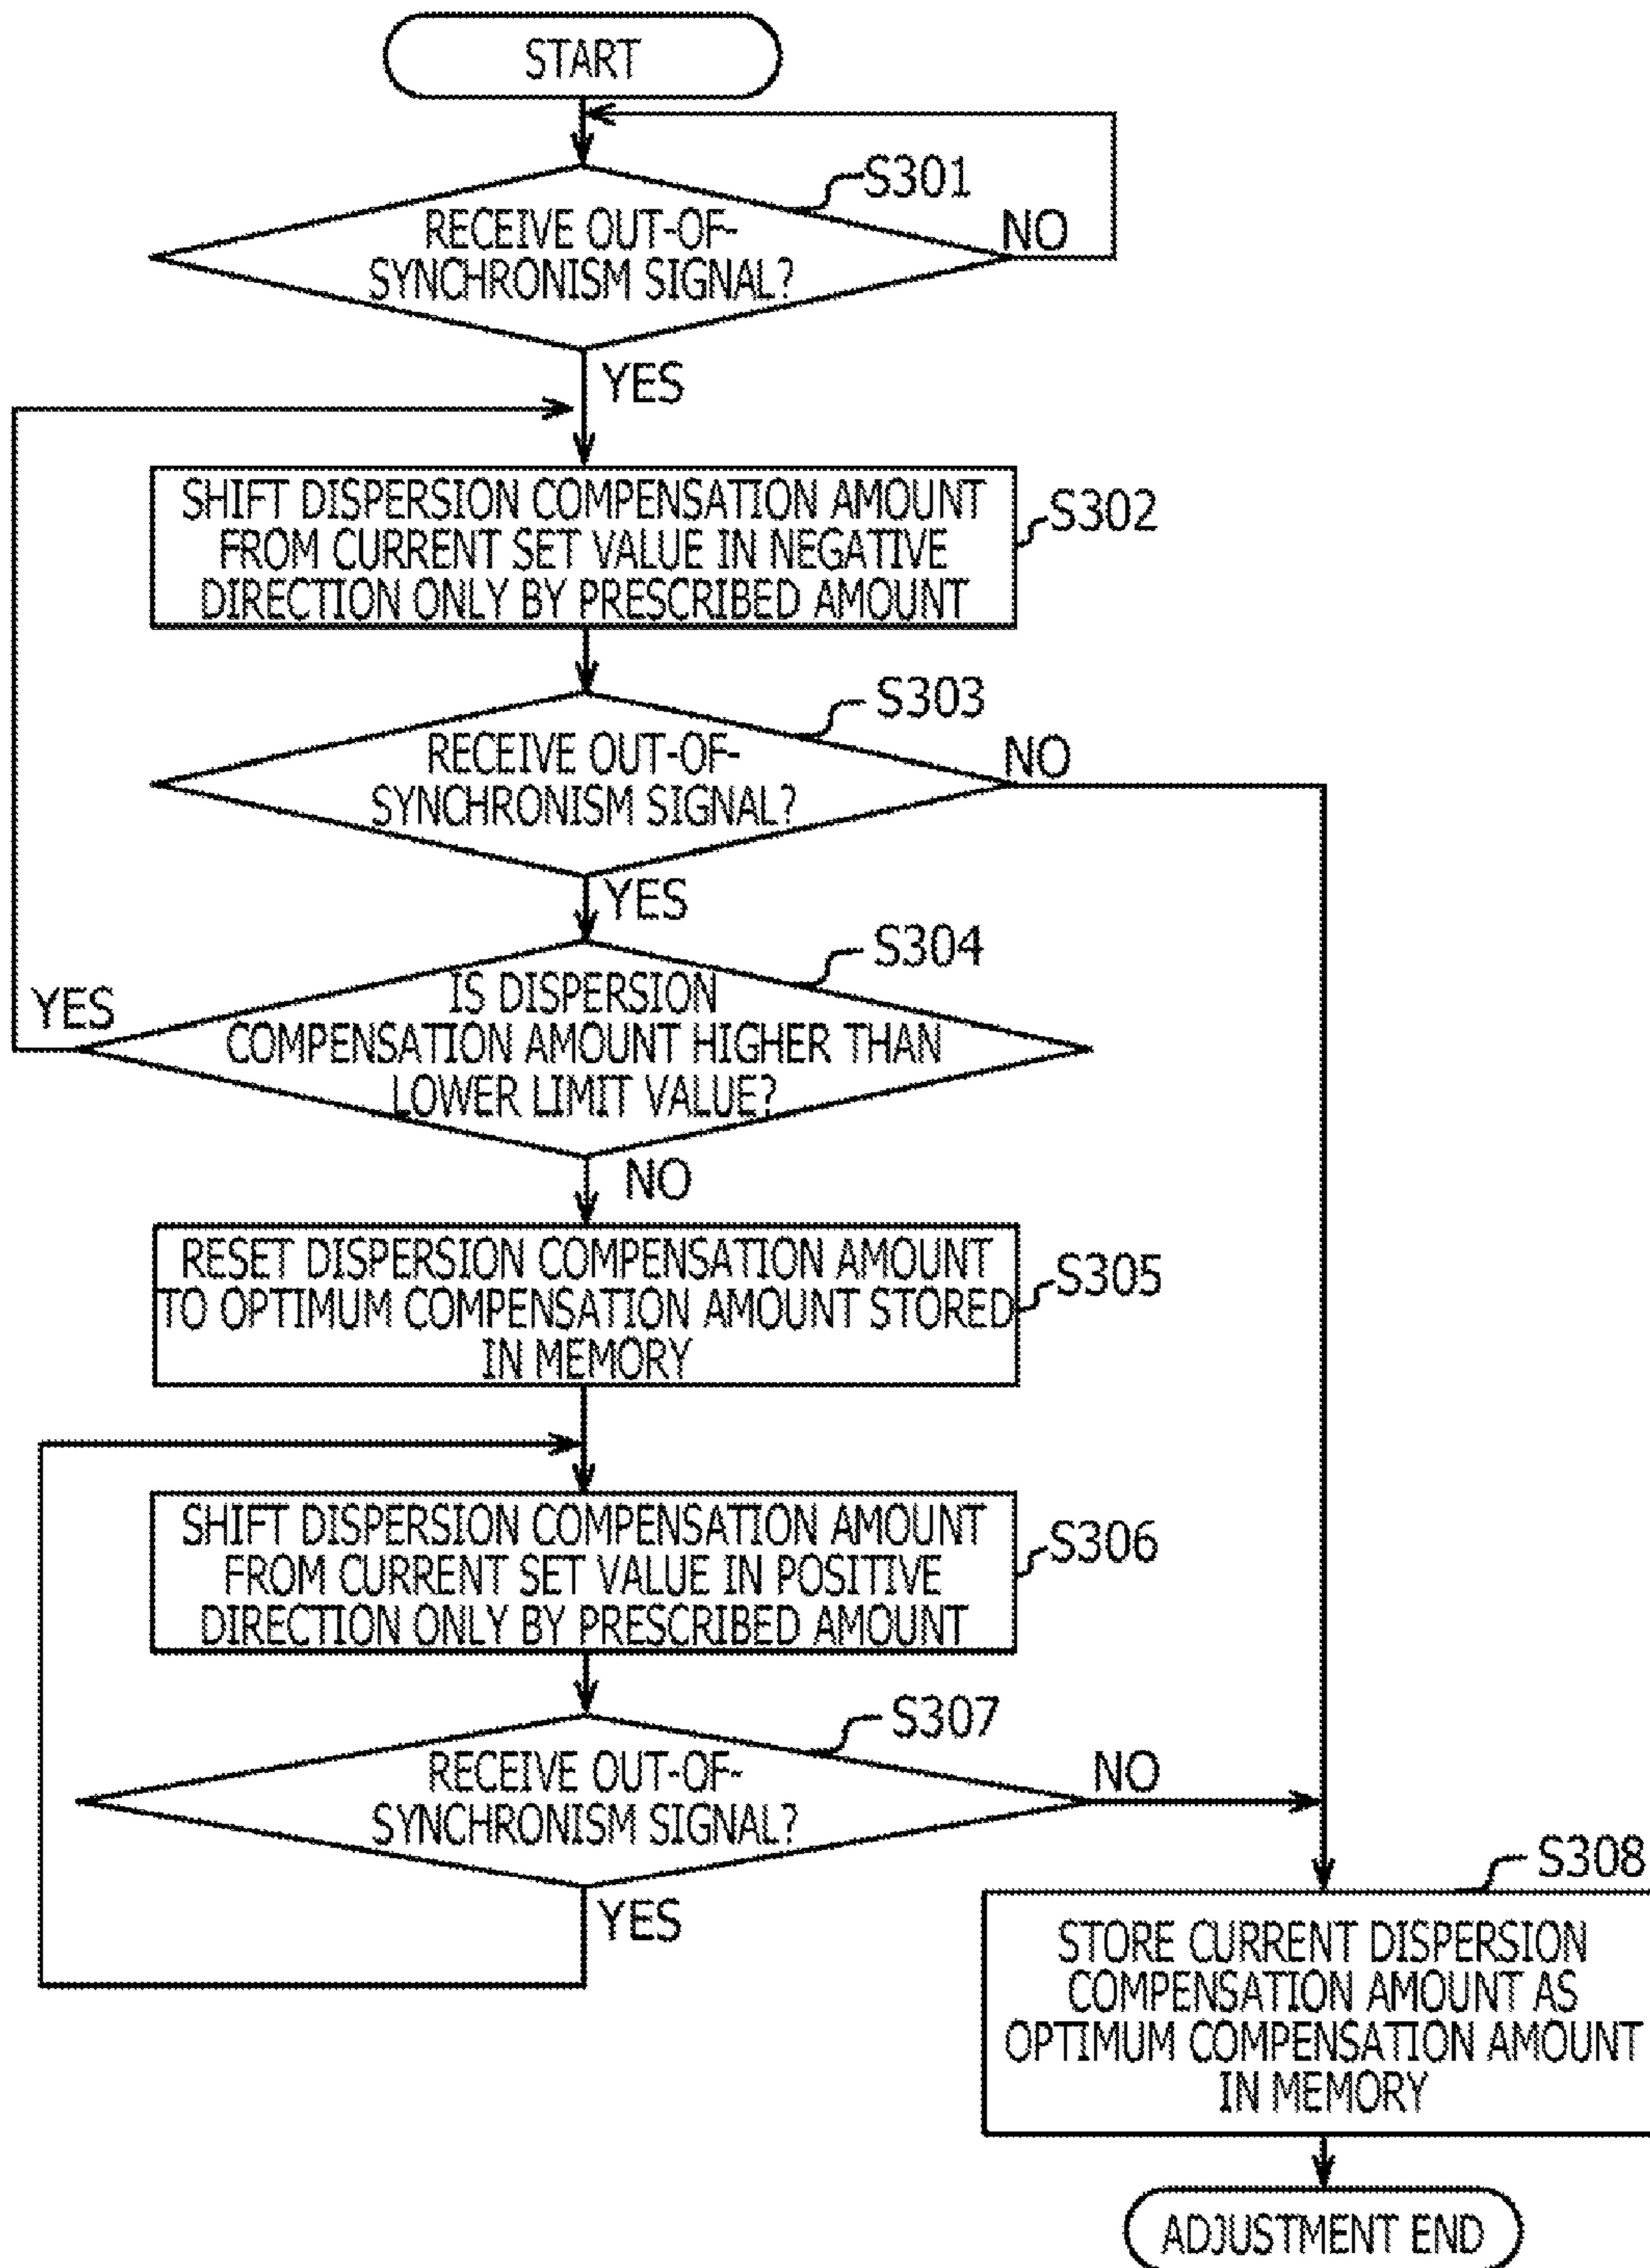 START
S301
RECEIVE OUT-OF-
SYNCHRONISM SIGNAL?
NO
YES
SHIFT DISPERSION COMPENSATION AMOUNT
FROM CURRENT SET VALUE IN NEGATIVE
DIRECTION ONLY BY PRESCRIBED AMOUNT
S302
S303
RECEIVE OUT-OF-
SYNCHRONISM SIGNAL?
NO
YES
S304
IS DISPERSION
COMPENSATION AMOUNT HIGHER THAN
LOWER LIMIT VALUE?
YES
NO
RESET DISPERSION COMPENSATION AMOUNT
TO OPTIMUM COMPENSATION AMOUNT STORED
IN MEMORY
S305
SHIFT DISPERSION COMPENSATION AMOUNT
FROM CURRENT SET VALUE IN POSITIVE
DIRECTION ONLY BY PRESCRIBED AMOUNT
S306
S307
RECEIVE OUT-OF-
SYNCHRONISM SIGNAL?
NO
YES
S308
STORE CURRENT DISPERSION
COMPENSATION AMOUNT AS
OPTIMUM COMPENSATION AMOUNT
IN MEMORY
ADJUSTMENT END